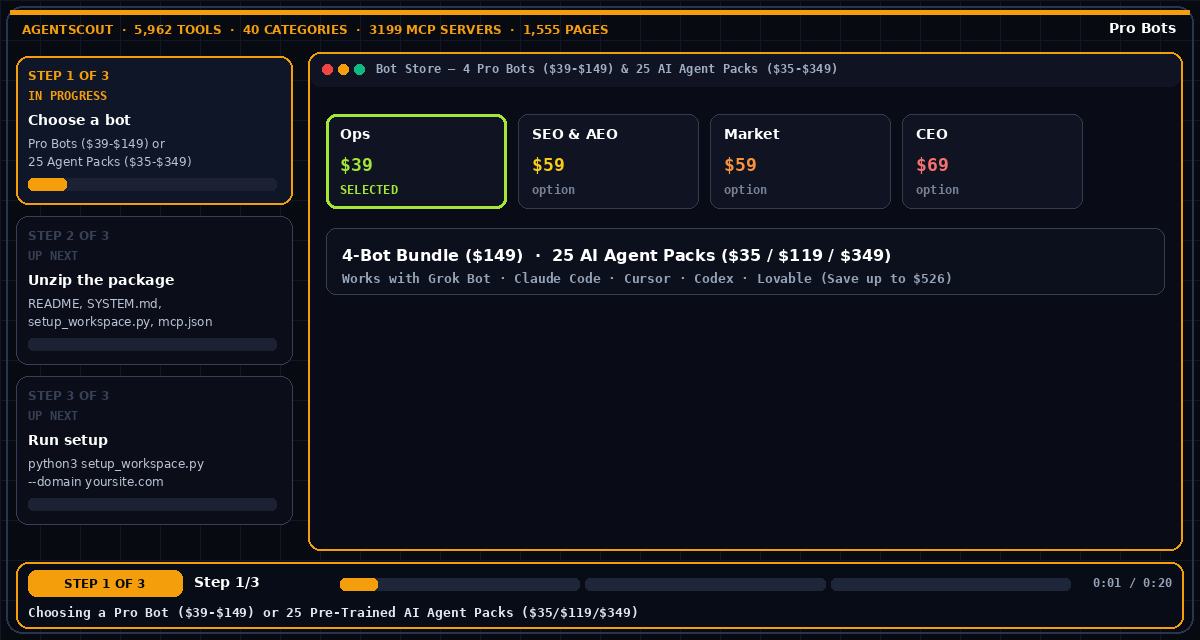 AGENTSCOUT · 5,962 TOOLS · 40 CATEGORIES · 3199 MCP SERVERS · 1,555 PAGES
Pro Bots
STEP 1 OF 3
IN PROGRESS
Choose a bot
Pro Bots ($39-$149) or
25 Agent Packs ($35-$349)
STEP 2 OF 3
UP NEXT
Unzip the package
README, SYSTEM.md,
setup_workspace.py, mcp.json
STEP 3 OF 3
UP NEXT
Run setup
python3 setup_workspace.py
--domain yoursite.com
Bot Store — 4 Pro Bots ($39-$149) & 25 AI Agent Packs ($35-$349)
Ops
$39
SELECTED
SEO & AEO
$59
option
Market
$59
option
CEO
$69
option
4-Bot Bundle ($149) · 25 AI Agent Packs ($35 / $119 / $349)
Works with Grok Bot · Claude Code · Cursor · Codex · Lovable (Save up to $526)
STEP 1 OF 3
Step 1/3
0:01 / 0:20
Choosing a Pro Bot ($39-$149) or 25 Pre-Trained AI Agent Packs ($35/$119/$349)